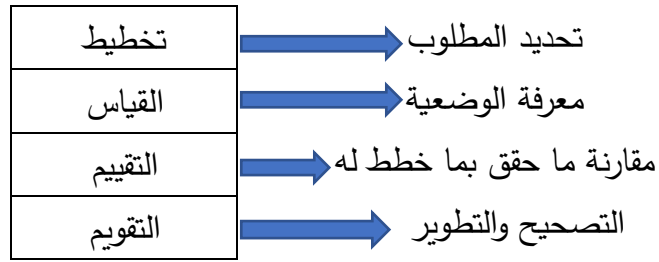 تخطيط تحديد المطلوب
القياس معرفة الوضعية
التقييم مقارنة ما حقق بما خطط له
التقويم التصحيح والتطوير